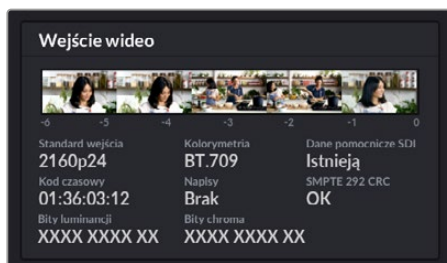 Wejście wideo
-6 -5 -4 -3 -2 -1 0
Standard wejścia Kolorymetria Dane pomocnicze SDI
2160p24 BT.709 Istnieją
Kod czasowy Napisy SMPTE 292 CRC
01:36:03:12 Brak OK
Bity luminancji Bity chroma
XXXX XXXX XX XXXX XXXX XX